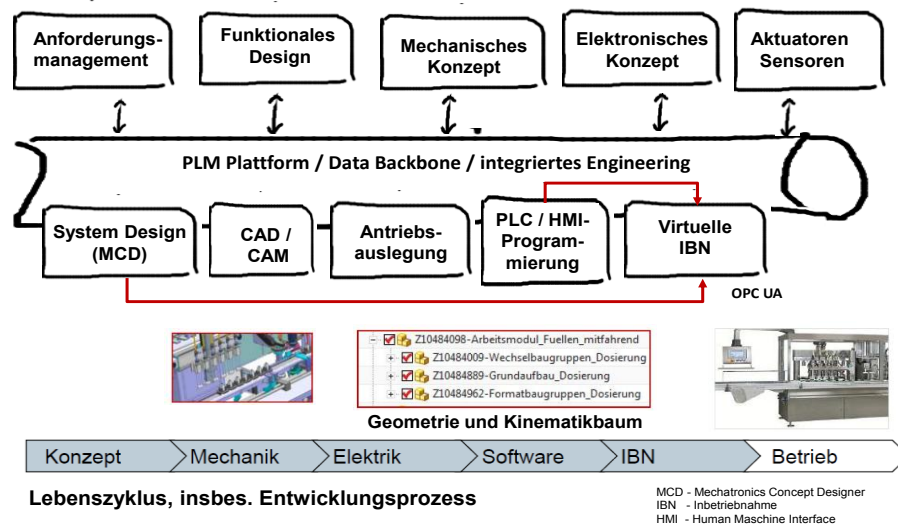 Anforderungs-
management
Funktionales
Design
Mechanisches
Konzept
Elektronisches
Konzept
Aktuatoren
Sensoren
PLM Plattform / Data Backbone / integriertes Engineering
System Design
(MCD)
CAD /
CAM
Antriebs-
auslegung
PLC / HMI-
Program-
mierung
Virtuelle
IBN
OPC UA
Z10484098-Arbeitsmodul_Fuellen_mitfahrend
Z10484009-Wechselbaugruppen_Dosierung
Z10484889-Grundaufbau_Dosierung
Z10484962-Formatbaugruppen_Dosierung
Geometrie und Kinematikbaum
Konzept
Mechanik
Elektrik
Software
IBN
Betrieb
Lebenszyklus, insbes. Entwicklungsprozess
MCD - Mechatronics Concept Designer
IBN - Inbetriebnahme
HMI - Human Maschine Interface